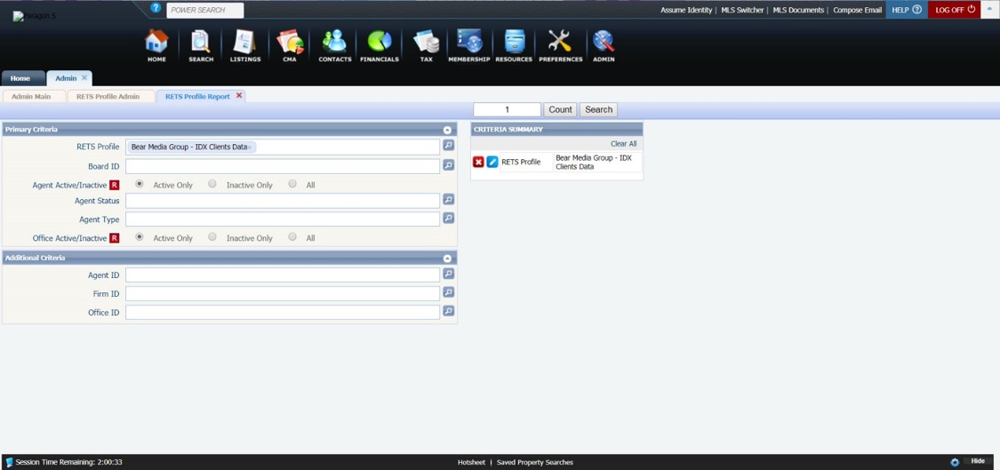 Paragon 5
?
POWER SEARCH
Assume Identity | MLS Switcher | MLS Documents | Compose Email
HELP ?
LOG OFF
HOME
SEARCH
LISTINGS
CMA
CONTACTS
FINANCIALS
TAX
MEMBERSHIP
RESOURCES
PREFERENCES
ADMIN
Home
Admin
Admin Main
RETS Profile Admin
RETS Profile Report
1
Count
Search
Primary Criteria
RETS Profile
Bear Media Group - IDX Clients Data
Board ID
Agent Active/Inactive R
Active Only
Inactive Only
All
Agent Status
Agent Type
Office Active/Inactive R
Active Only
Inactive Only
All
Additional Criteria
Agent ID
Firm ID
Office ID
CRITERIA SUMMARY
Clear All
RETS Profile
Bear Media Group - IDX
Clients Data
Session Time Remaining: 2:00:33
Hotsheet | Saved Property Searches
Hide